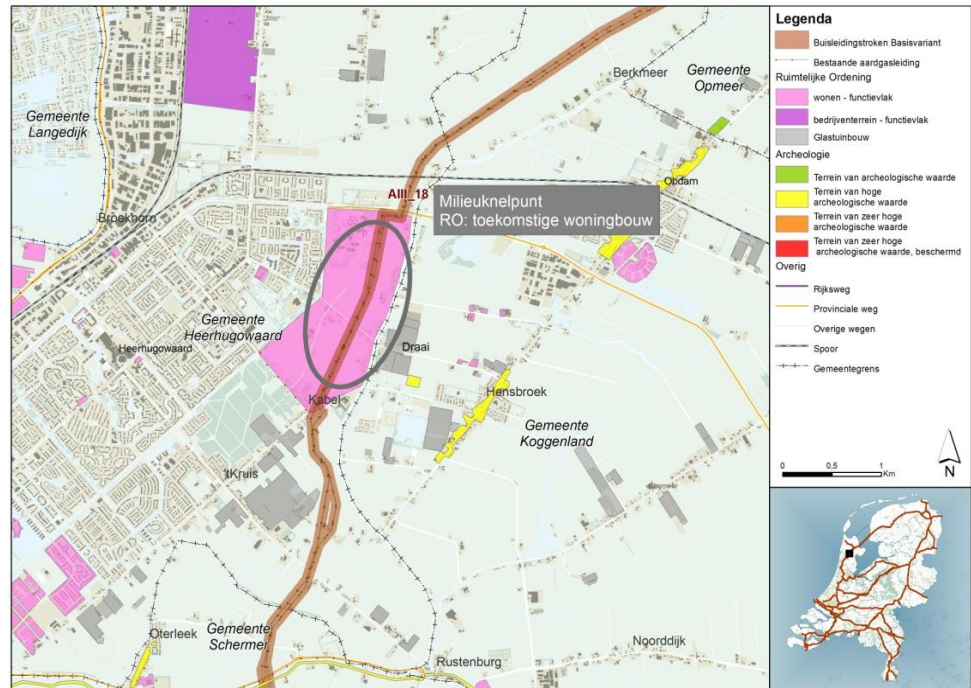 Gemeente
Langedijk
Berkmeer
Gemeente
Opmeer
Broekhorn
AIII_18
Milieuknelpunt
RO: toekomstige woningbouw
Obdam
Gemeente
Heerhugowaard
Heerhugowaard
Draai
Kabel
Hensbroek
Gemeente
Koggenland
'tKruis
Wogmeer
Oterleek
Gemeente
Schermer
Rustenburg
Noorddijk
Legenda
Buisleidingstroken Basisvariant
Bestaande aardgasleiding
Ruimtelijke Ordening
wonen - functievlak
bedrijventerrein - functievlak
Glastuinbouw
Archeologie
Terrein van archeologische waarde
Terrein van hoge
archeologische waarde
Terrein van zeer hoge
archeologische waarde
Terrein van zeer hoge
archeologische waarde, beschermd
Overig
Rijksweg
Provinciale weg
Overige wegen
Spoor
Gemeentegrens
0 0,5 1
Km
N